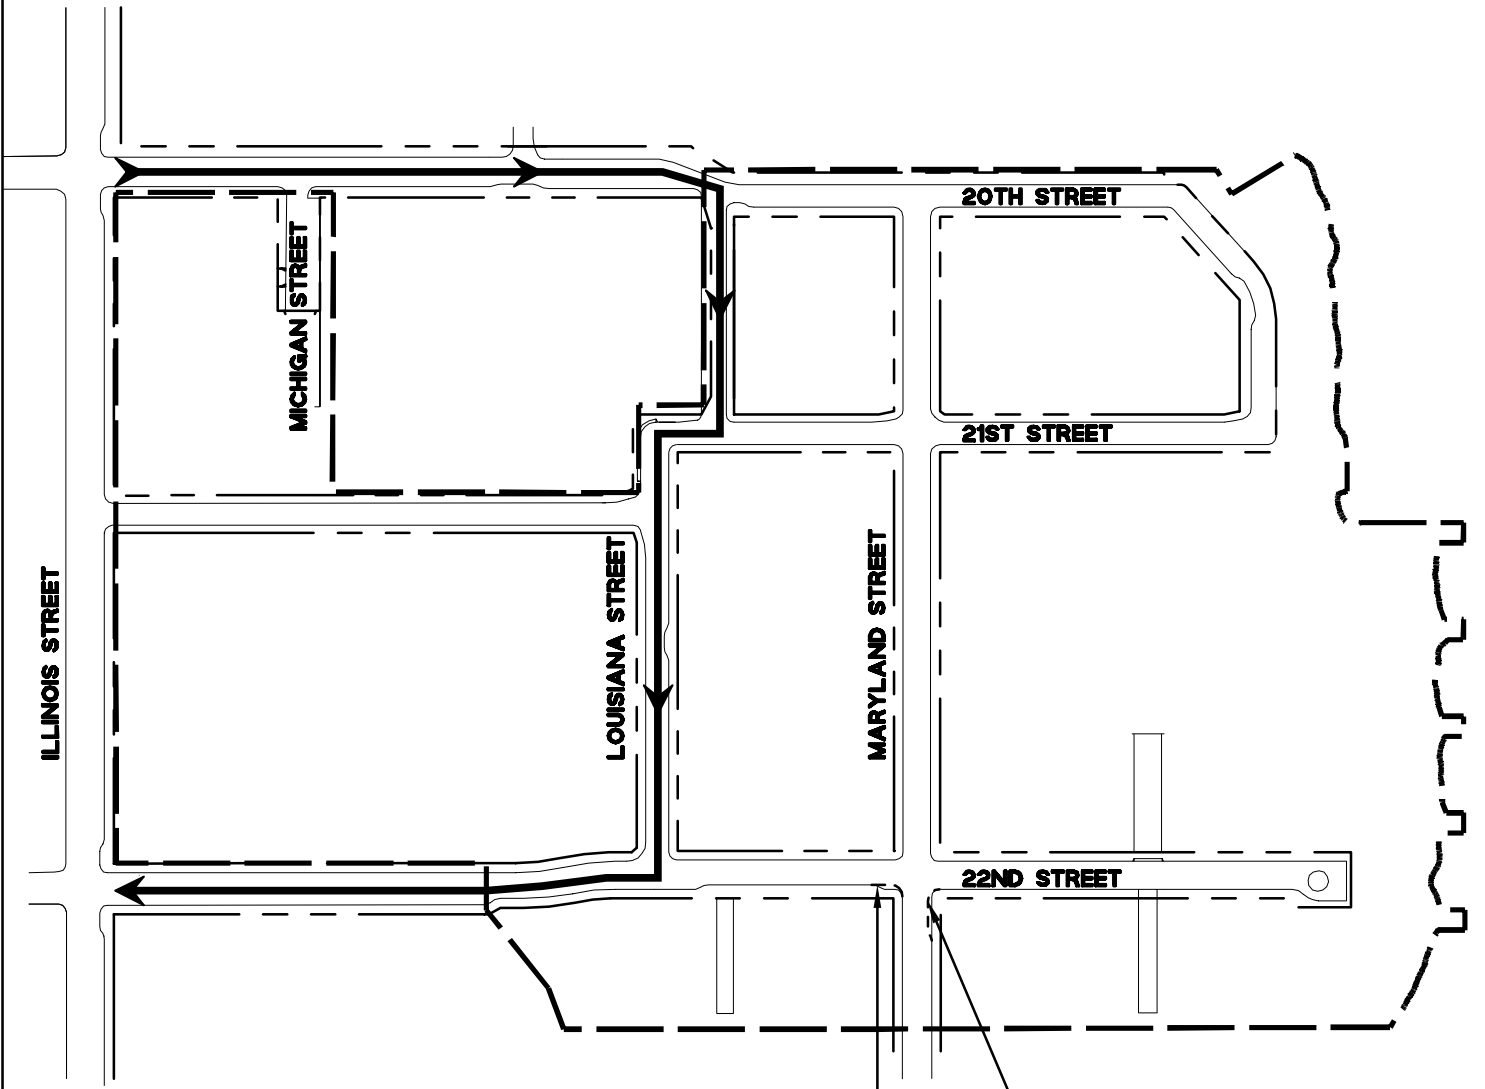 20TH STREET
MICHIGAN STREET
21ST STREET
ILLINOIS STREET
LOUISIANA STREET
MARYLAND STREET
22ND STREET